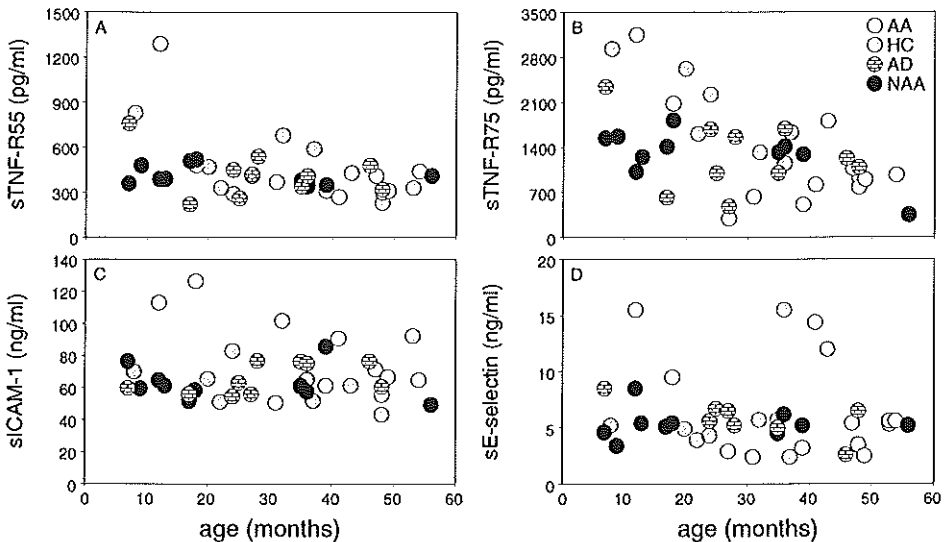 A
sTNF-R55 (pg/ml)
1500
1200
900
600
300
0
B
sTNF-R75 (pg/ml)
3500
2800
2100
1400
700
0
AA
HC
AD
NAA
C
sICAM-1 (ng/ml)
140
120
100
80
60
40
20
0
0 10 20 30 40 50 60
age (months)
D
sE-selectin (ng/ml)
20
15
10
5
0
0 10 20 30 40 50 60
age (months)